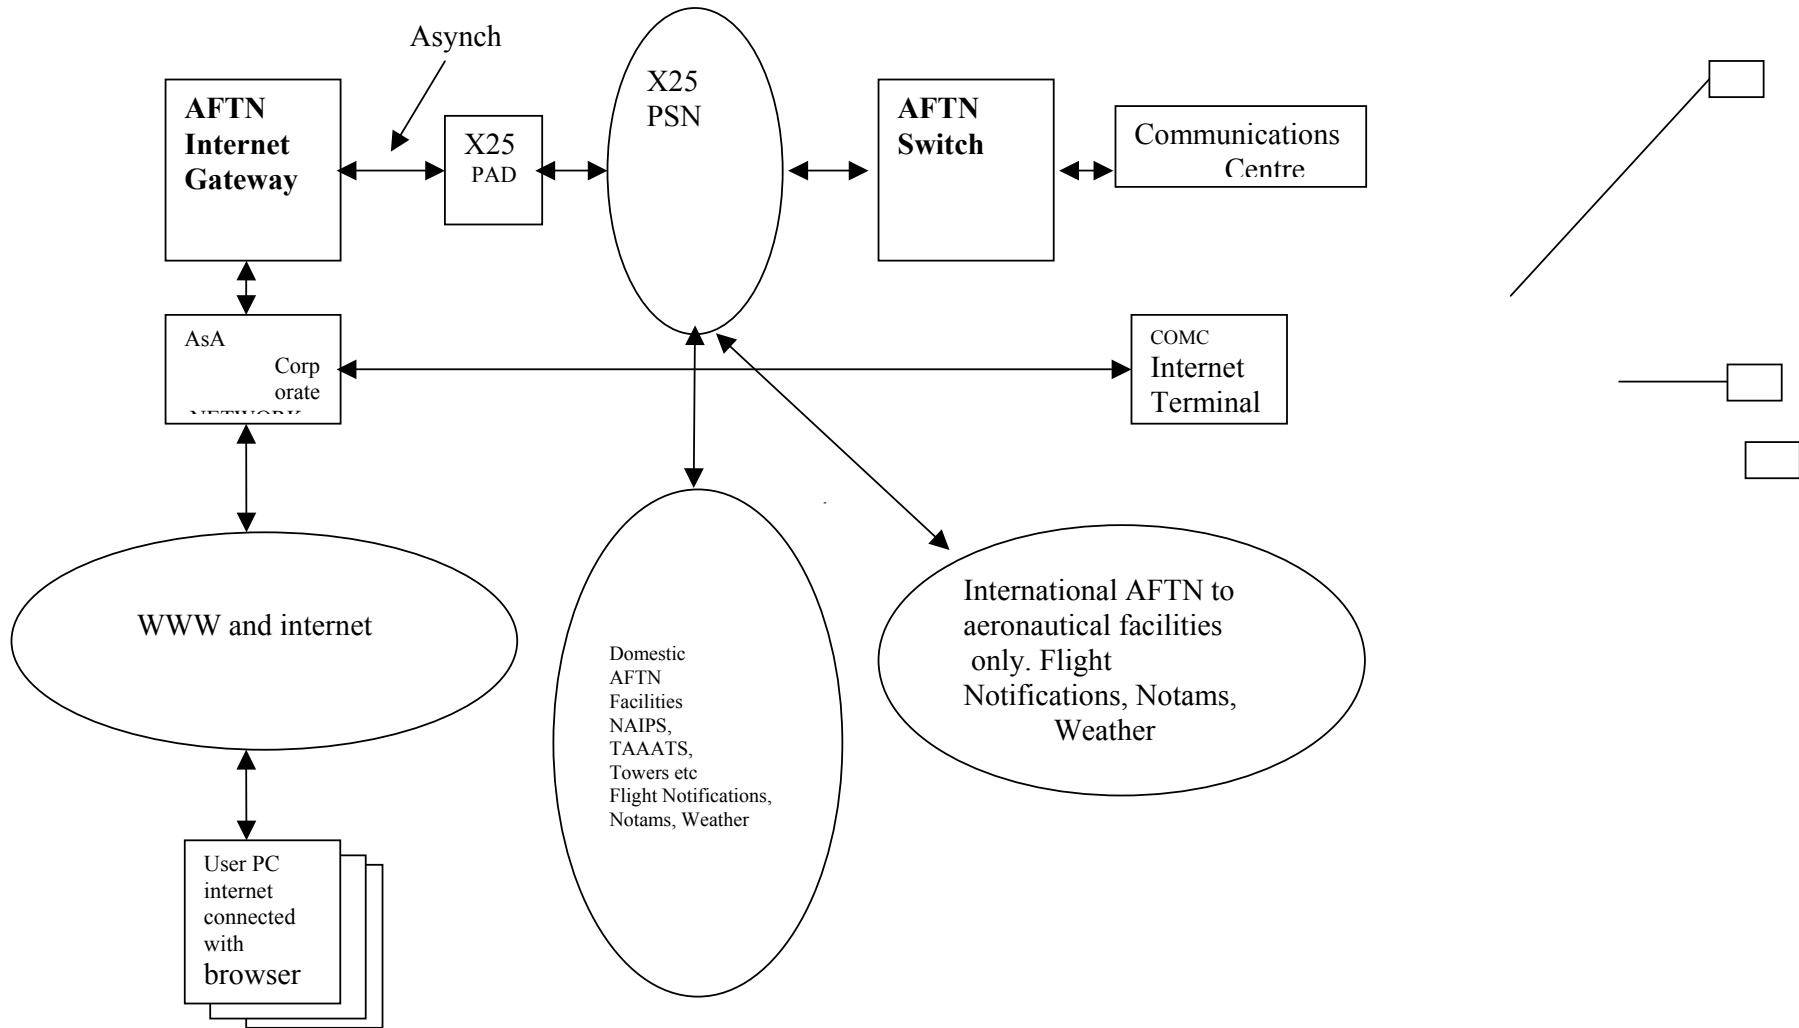 Asynch
AFTN
Internet
Gateway
X25
PAD
X25
PSN
AFTN
Switch
Communications
Centre
AsA
Corp
orate
NETWORK
COMC
Internet
Terminal
WWW and internet
Domestic
AFTN
Facilities
NAIPS,
TAAATS,
Towers etc
Flight Notifications,
Notams, Weather
International AFTN to
aeronautical facilities
only. Flight
Notifications, Notams,
Weather
User PC
internet
connected
with
browser